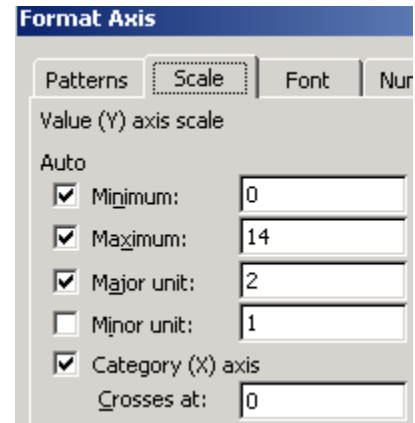 Format Axis
Patterns Scale Font
Value (Y) axis scale
Auto
Minimum: 0
Maximum: 14
Major unit: 2
Minor unit: 1
Category (X) axis
Crosses at: 0